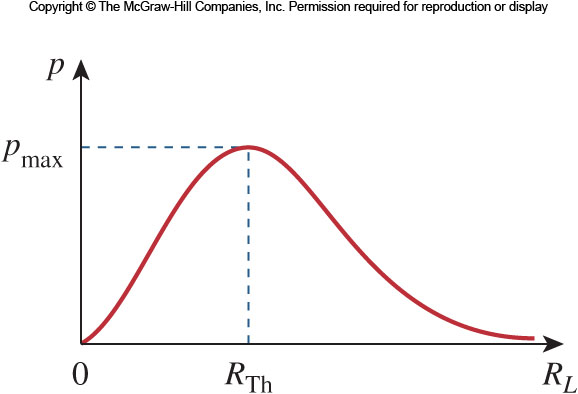 Copyright © The McGraw-Hill Companies, Inc. Permission required for reproduction or display
p
pmax
0
RTh
RL